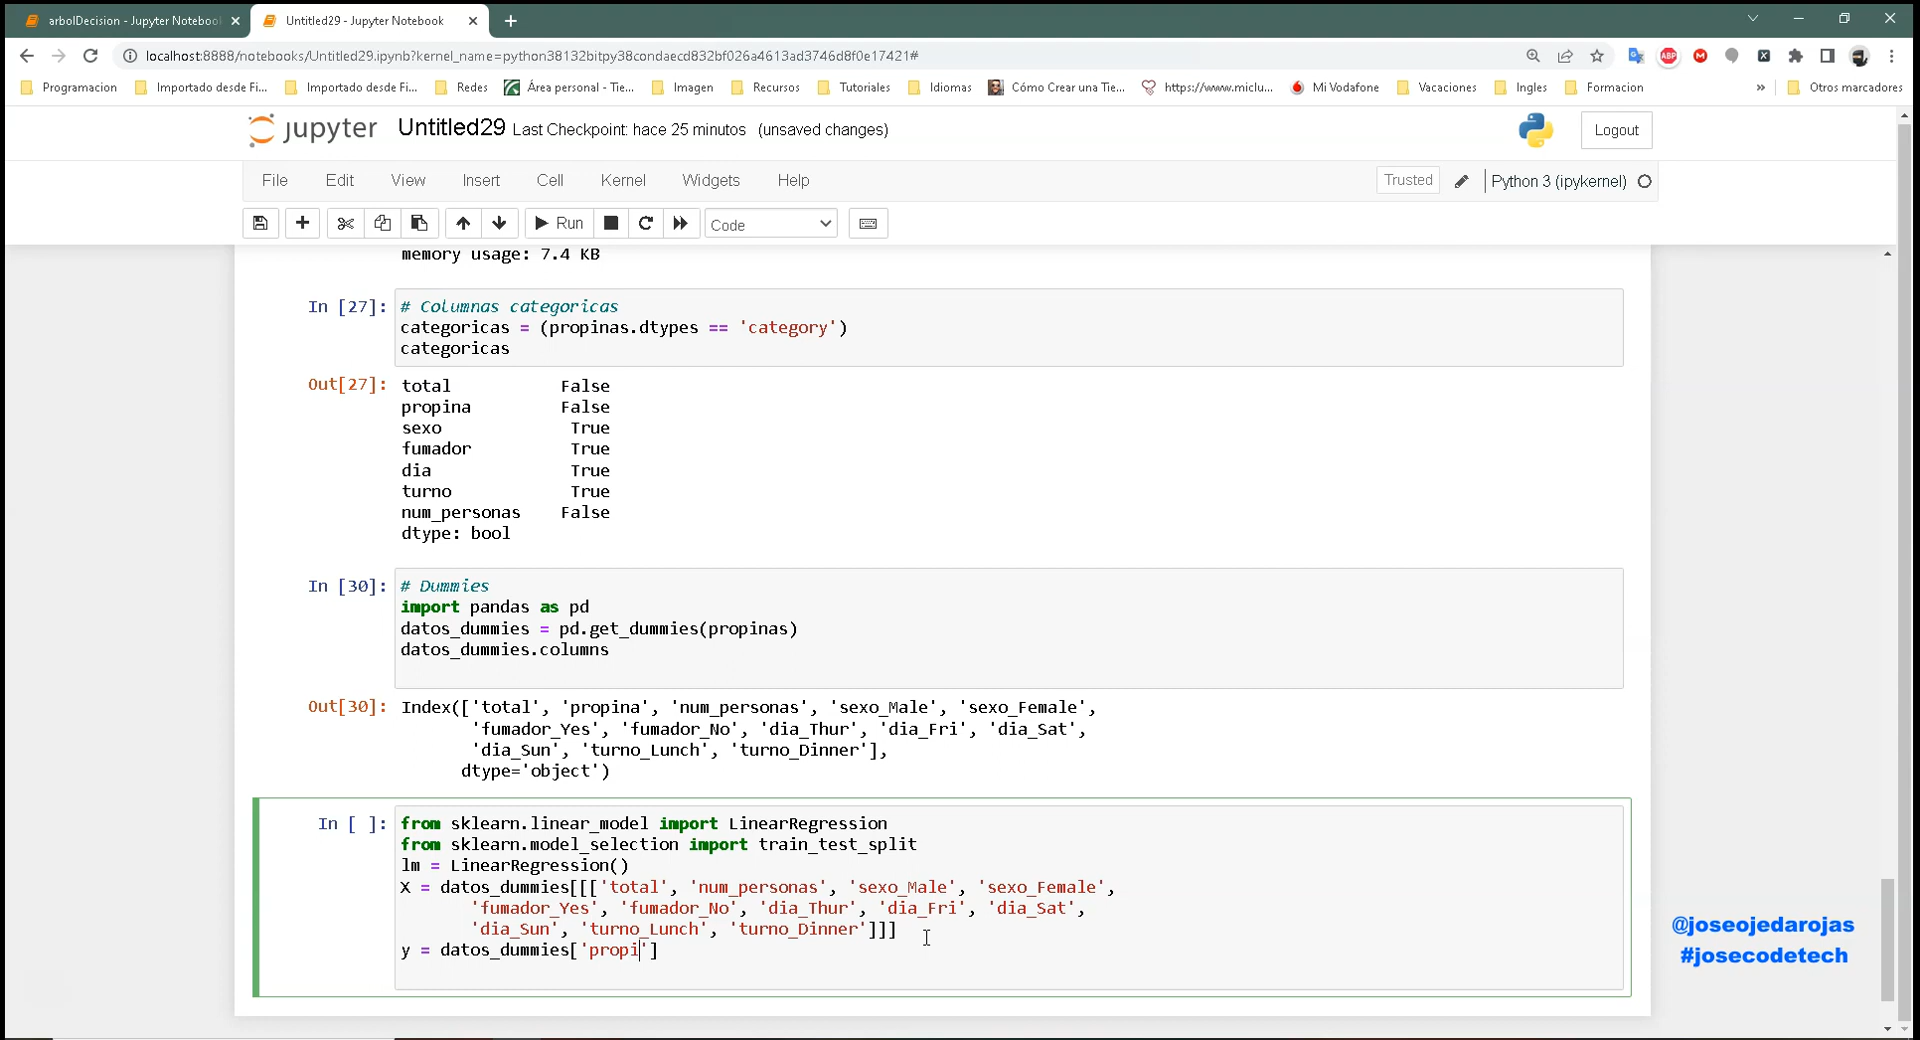 arbolDecision - Jupyter Notebook
Untitled29 - Jupyter Notebook
localhost:8888/notebooks/Untitled29.ipynb?kernel_name=python38132bitpy38condaecd832bf026a4613ad3746d8f0e17421#
ABP
M
X
Programacion
Importado desde Fi...
Importado desde Fi...
Redes
Área personal - Tie...
Imagen
Recursos
Tutoriales
Idiomas
Cómo Crear una Tie...
https://www.miclu...
Mi Vodafone
Vacaciones
Ingles
Formacion
»
Otros marcadores
jupyter Untitled29 Last Checkpoint: hace 25 minutos (unsaved changes)
Logout
File Edit View Insert Cell Kernel Widgets Help
Trusted
Python 3 (ipykernel)
Run
Code
memory usage: 7.4 KB
In [27]: # Columnas categoricas
categoricas = (propinas.dtypes == 'category')
categoricas
Out[27]: total False
propina False
sexo True
fumador True
dia True
turno True
num_personas False
dtype: bool
In [30]: # Dummies
import pandas as pd
datos_dummies = pd.get_dummies(propinas)
datos_dummies.columns
Out[30]: Index(['total', 'propina', 'num_personas', 'sexo_Male', 'sexo_Female',
'fumador_Yes', 'fumador_No', 'dia_Thur', 'dia_Fri', 'dia_Sat',
'dia_Sun', 'turno_Lunch', 'turno_Dinner'],
dtype='object')
In [ ]: from sklearn.linear_model import LinearRegression
from sklearn.model_selection import train_test_split
lm = LinearRegression()
X = datos_dummies[[['total', 'num_personas', 'sexo_Male', 'sexo_Female',
'fumador_Yes', 'fumador_No', 'dia_Thur', 'dia_Fri', 'dia_Sat',
'dia_Sun', 'turno_Lunch', 'turno_Dinner']]]
y = datos_dummies['propi']
@joseojedarojas
#josecodetech